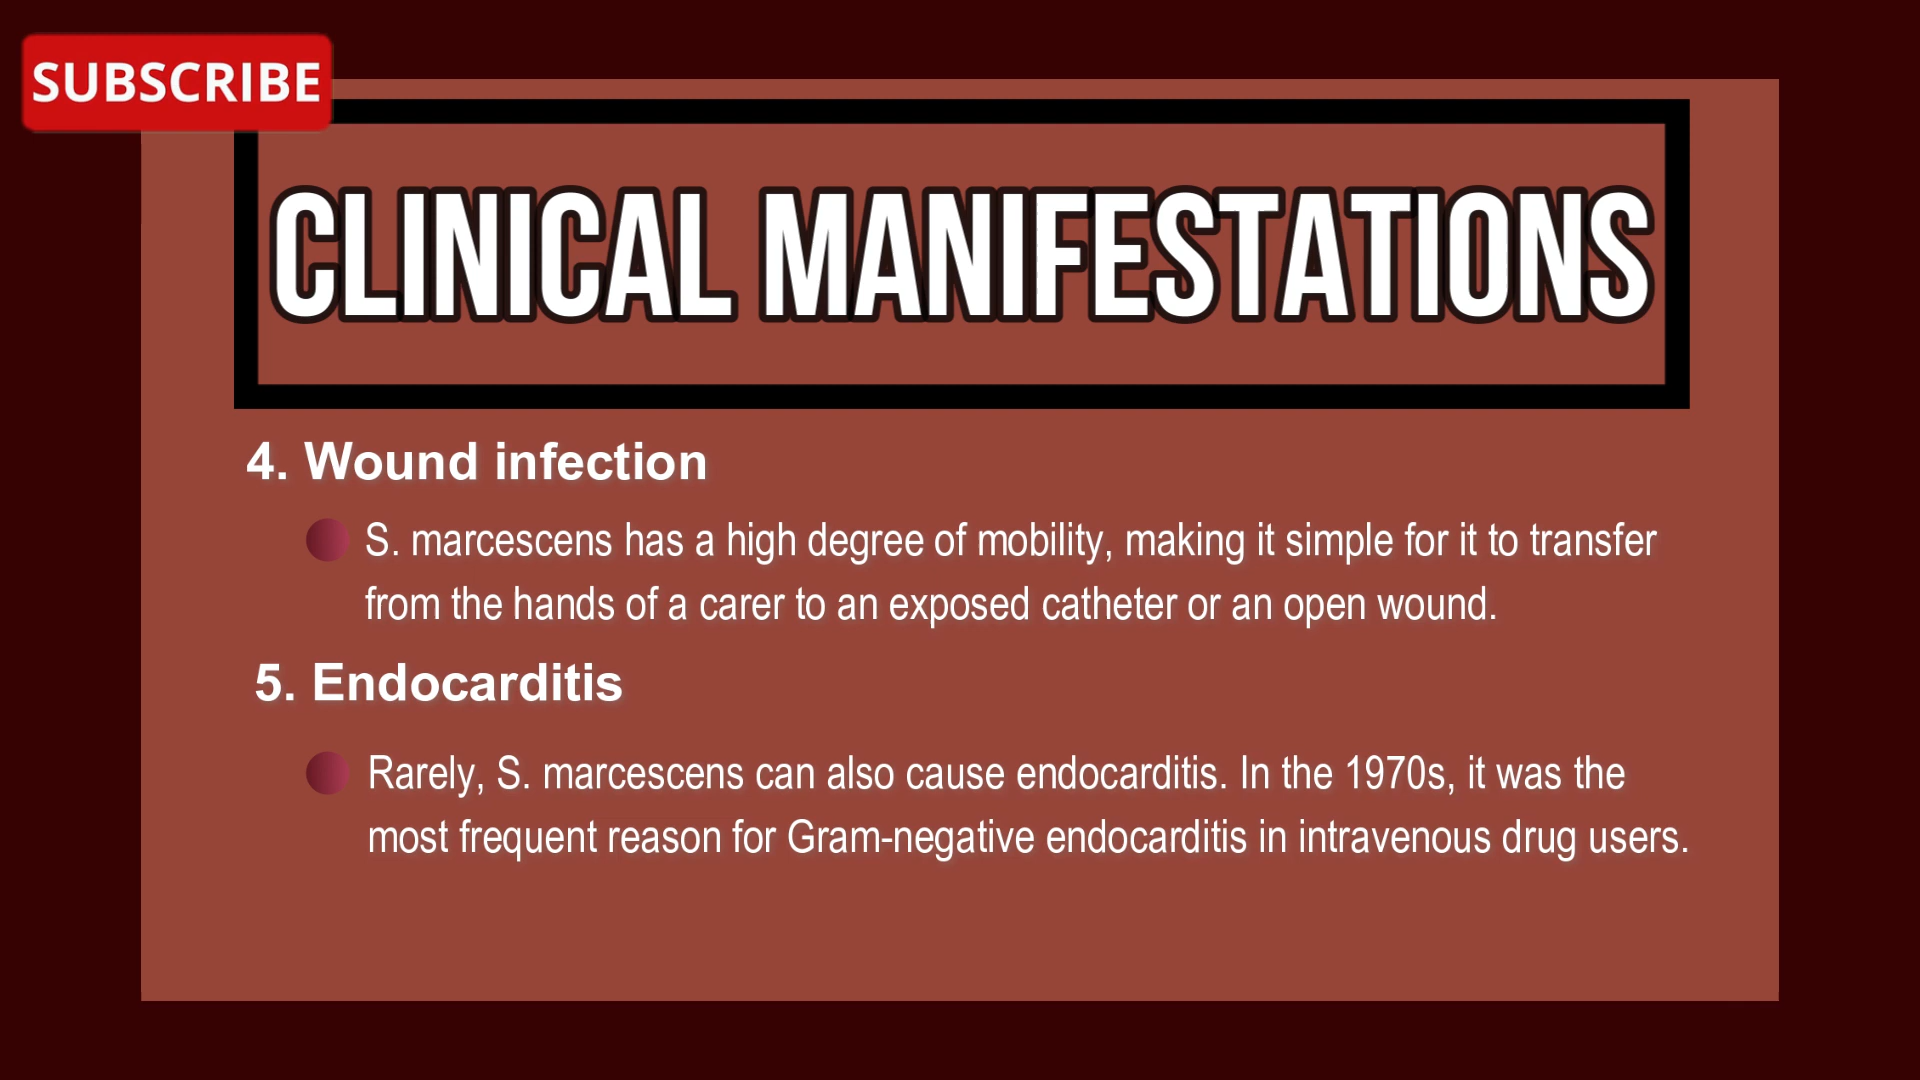 SUBSCRIBE
CLINICAL MANIFESTATIONS
4. Wound infection
S. marcescens has a high degree of mobility, making it simple for it to transfer
from the hands of a carer to an exposed catheter or an open wound.
5. Endocarditis
Rarely, S. marcescens can also cause endocarditis. In the 1970s, it was the
most frequent reason for Gram-negative endocarditis in intravenous drug users.